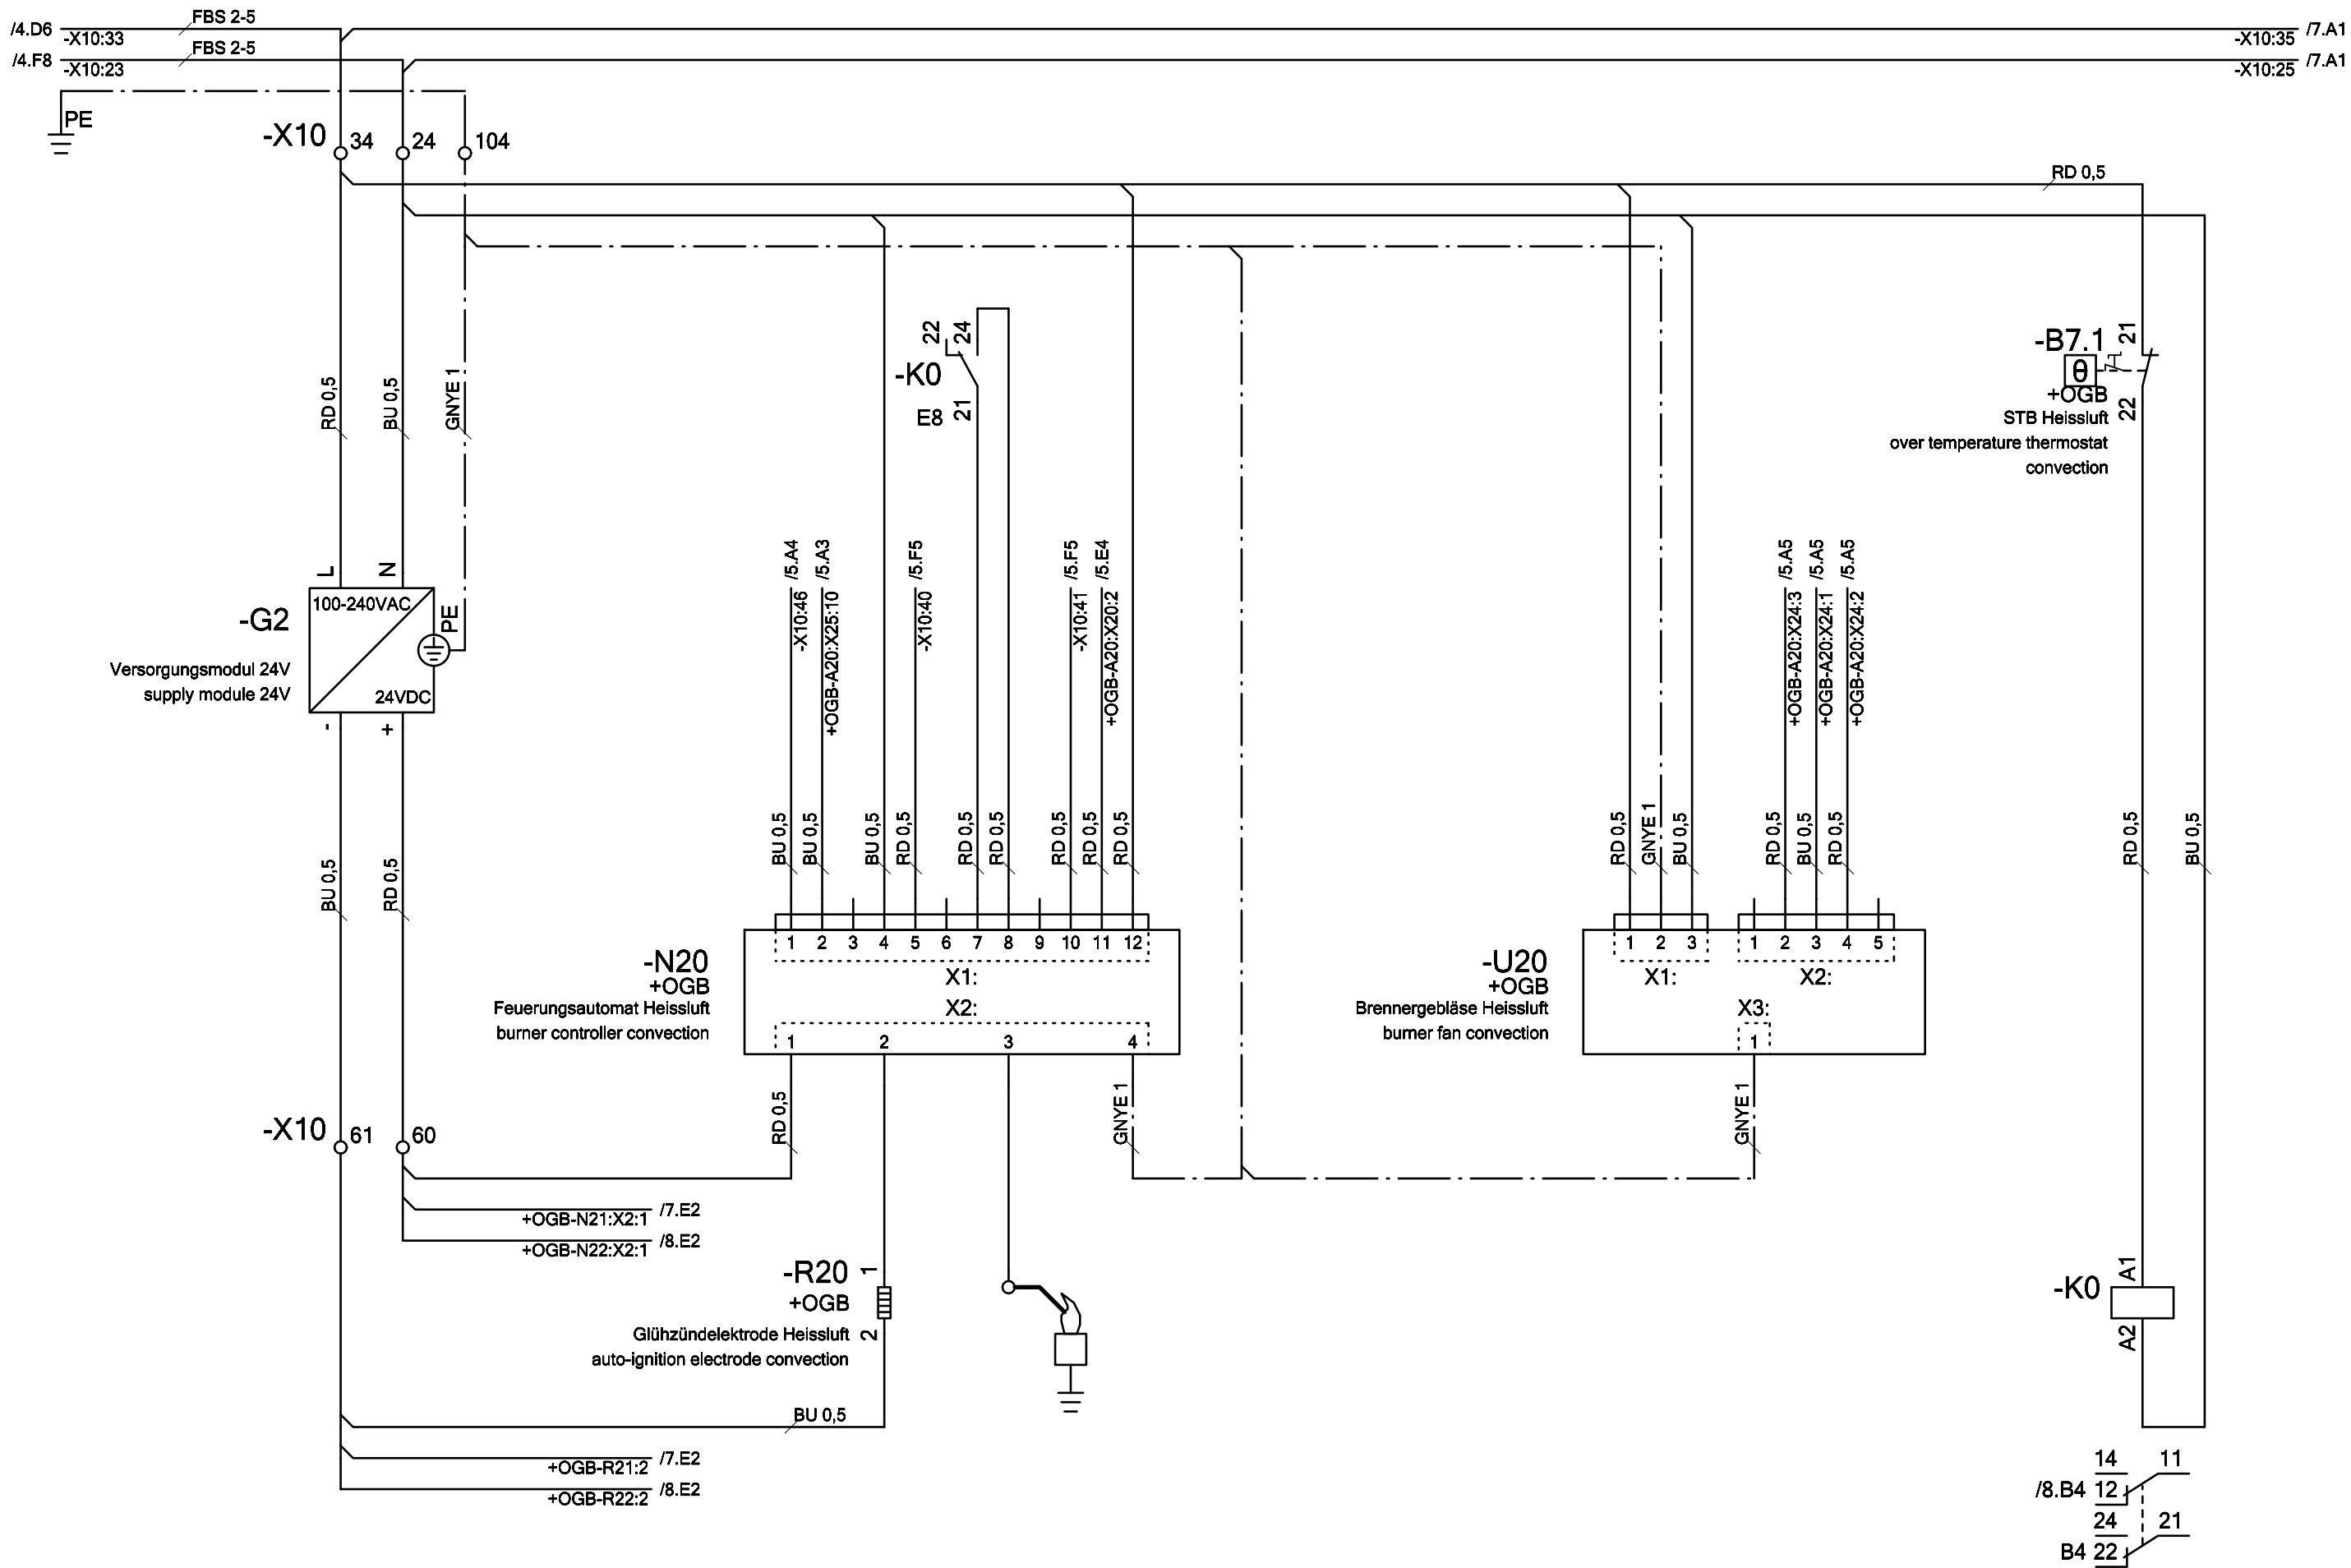 /4.D6 -X10:33 FBS 2-5 -X10:35 /7.A1
/4.F8 -X10:23 FBS 2-5 -X10:25 /7.A1
PE
-X10 34 24 104
RD 0,5
22 24
-K0
E8 21
-B7.1 21
θ
+OGB
22
STB Heissluft
over temperature thermostat
convection
RD 0,5 BU 0,5 GNYE 1
L N
100-240VAC
-G2
PE
Versorgungsmodul 24V
supply module 24V
24VDC
- +
/5.A4 /5.A3 /5.F5 /5.F5 /5.E4
-X10:46 +OGB-A20:X25:10 -X10:40 -X10:41 +OGB-A20:X20:2
/5.A5 /5.A5 /5.A5
+OGB-A20:X24:3 +OGB-A20:X24:1 +OGB-A20:X24:2
BU 0,5 RD 0,5
BU 0,5 BU 0,5 BU 0,5 RD 0,5 RD 0,5 RD 0,5 RD 0,5 RD 0,5 RD 0,5
RD 0,5 GNYE 1 BU 0,5 RD 0,5 BU 0,5 RD 0,5
RD 0,5 BU 0,5
1 2 3 4 5 6 7 8 9 10 11 12
X1:
-N20
+OGB
Feuerungsautomat Heissluft
burner controller convection
X2:
1 2 3 4
1 2 3 1 2 3 4 5
X1: X2:
-U20
+OGB
Brennergebläse Heissluft
burner fan convection
X3:
1
RD 0,5 GNYE 1 GNYE 1
-X10 61 60
+OGB-N21:X2:1 /7.E2
+OGB-N22:X2:1 /8.E2
-R20 1
+OGB
Glühzündelektrode Heissluft 2
auto-ignition electrode convection
-K0 A1
A2
BU 0,5
+OGB-R21:2 /7.E2
+OGB-R22:2 /8.E2
14 11
/8.B4 12
24 21
B4 22